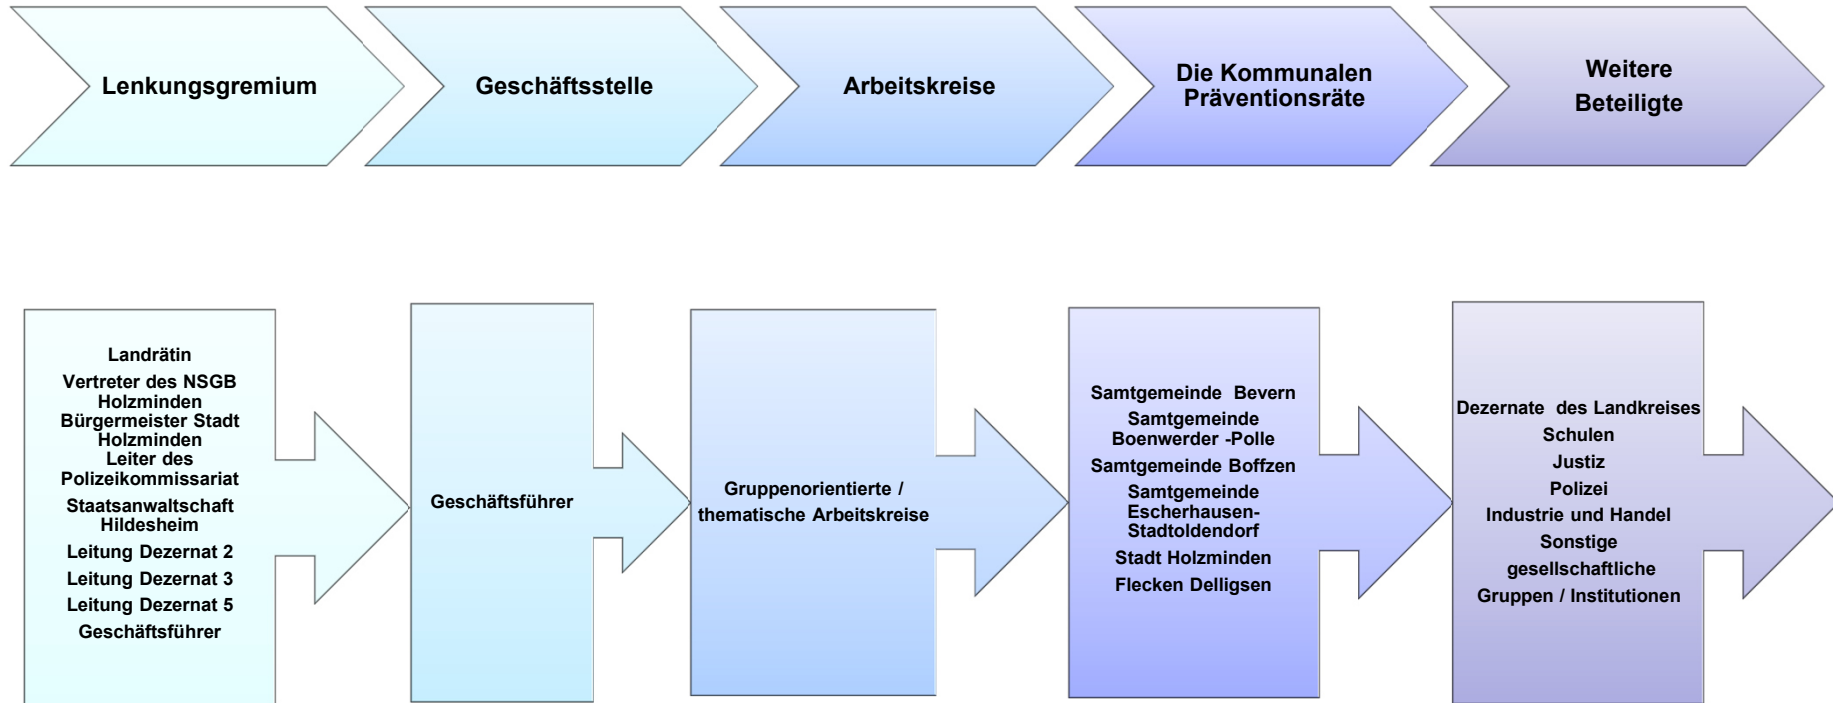 Lenkungsgremium
Geschäftsstelle
Arbeitskreise
Die Kommunalen
Präventionsräte
Weitere
Beteiligte
Landrätin
Vertreter des NSGB
Holzminden
Bürgermeister Stadt
Holzminden
Leiter des
Polizeikommissariat
Staatsanwaltschaft
Hildesheim
Leitung Dezernat 2
Leitung Dezernat 3
Leitung Dezernat 5
Geschäftsführer
Geschäftsführer
Gruppenorientierte /
thematische Arbeitskreise
Samtgemeinde Bevern
Samtgemeinde
Boenwerder -Polle
Samtgemeinde Boffzen
Samtgemeinde
Escherhausen-
Stadtoldendorf
Stadt Holzminden
Flecken Delligsen
Dezernate des Landkreises
Schulen
Justiz
Polizei
Industrie und Handel
Sonstige
gesellschaftliche
Gruppen / Institutionen